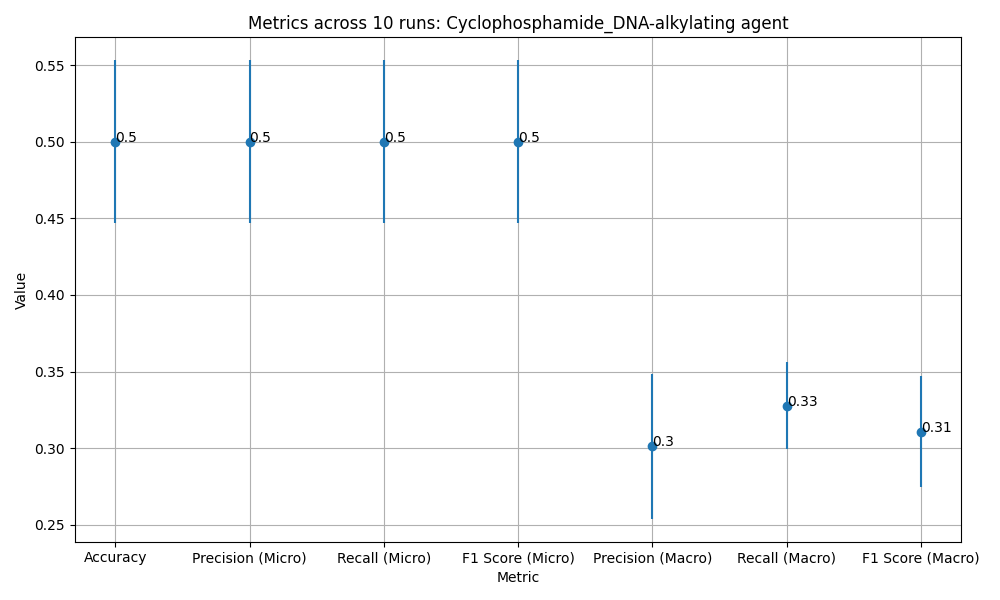 Metrics across 10 runs: Cyclophosphamide_DNA-alkylating agent
0.55
0.50
0.45
0.40
0.35
0.30
0.25
Value
0.5
0.5
0.5
0.5
0.3
0.33
0.31
Accuracy
Precision (Micro)
Recall (Micro)
F1 Score (Micro)
Precision (Macro)
Recall (Macro)
F1 Score (Macro)
Metric